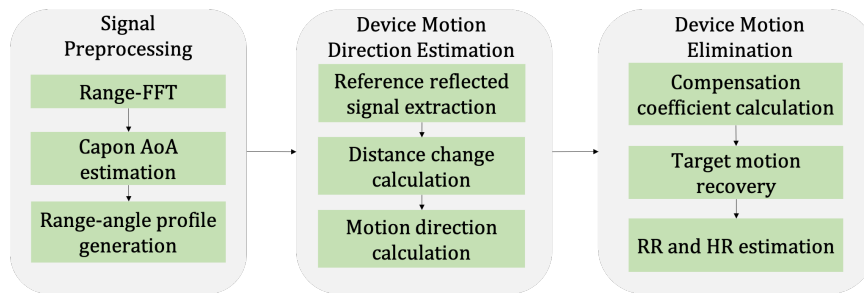 Signal
Preprocessing
Range-FFT
Capon AoA
estimation
Range-angle profile
generation
Device Motion
Direction Estimation
Reference reflected
signal extraction
Distance change
calculation
Motion direction
calculation
Device Motion
Elimination
Compensation
coefficient calculation
Target motion
recovery
RR and HR estimation